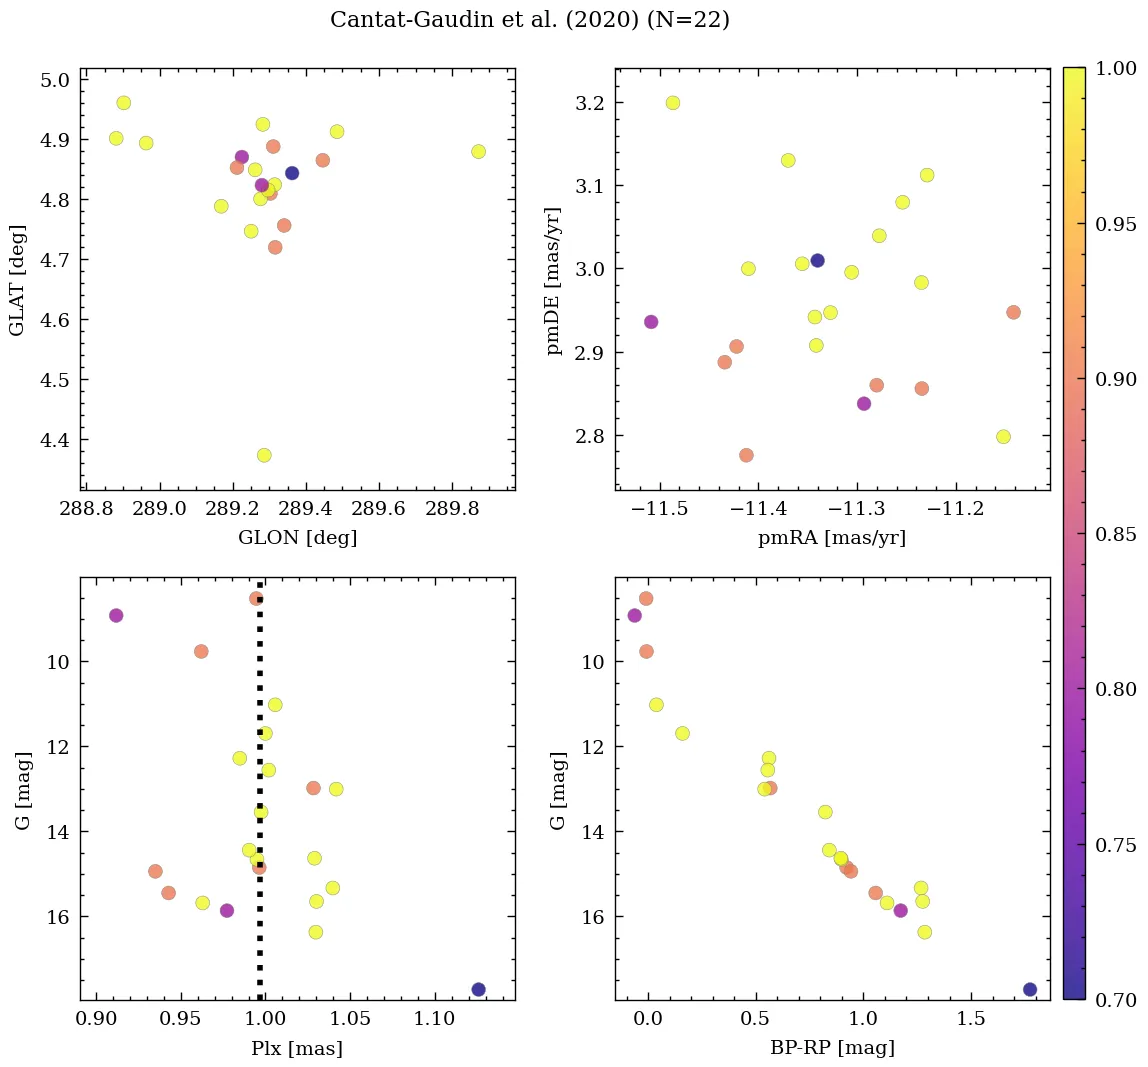 Cantat-Gaudin et al. (2020) (N=22)
5.0
4.9
4.8
4.7
4.6
4.5
4.4
GLAT [deg]
288.8 289.0 289.2 289.4 289.6 289.8
GLON [deg]
3.2
3.1
3.0
2.9
2.8
pmDE [mas/yr]
−11.5 −11.4 −11.3 −11.2
pmRA [mas/yr]
10
12
14
16
G [mag]
0.90 0.95 1.00 1.05 1.10
Plx [mas]
10
12
14
16
G [mag]
0.0 0.5 1.0 1.5
BP-RP [mag]
1.00
0.95
0.90
0.85
0.80
0.75
0.70